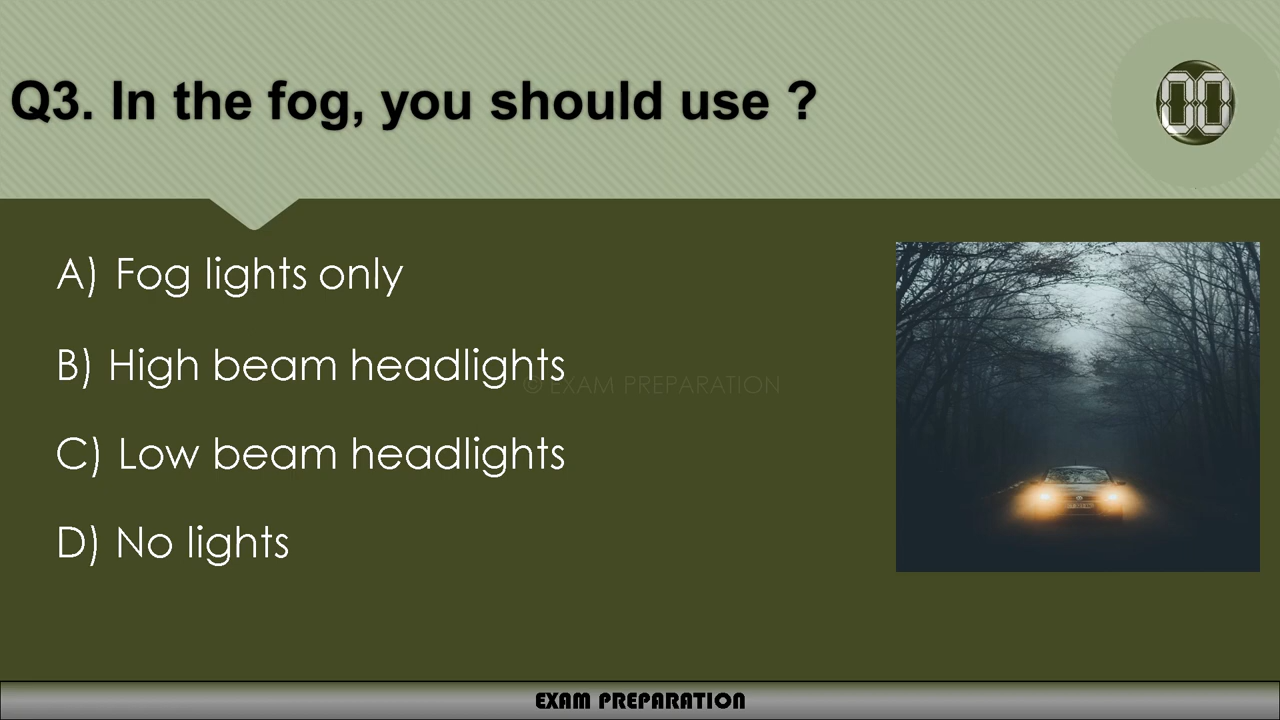 Q3. In the fog, you should use ?
00
A) Fog lights only
B) High beam headlights
© EXAM PREPARATION
C) Low beam headlights
D) No lights
EXAM PREPARATION